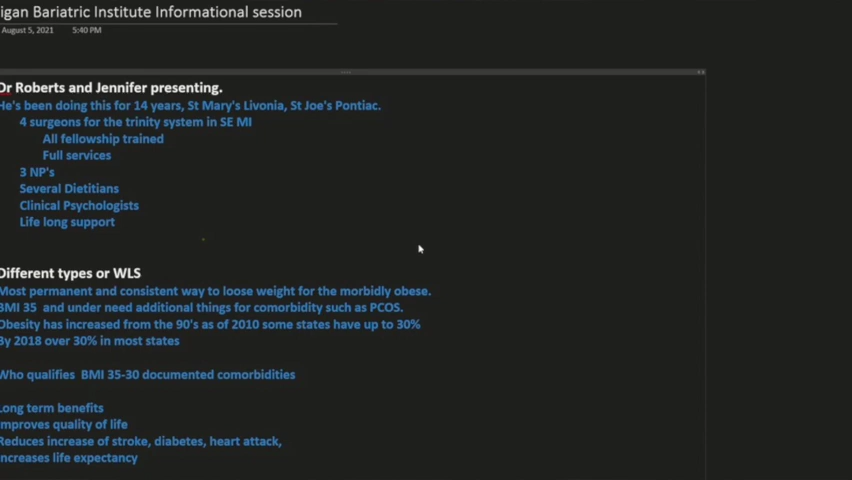 igan Bariatric Institute Informational session
August 5, 2021 5:40 PM
Dr Roberts and Jennifer presenting.
He's been doing this for 14 years, St Mary's Livonia, St Joe's Pontiac.
4 surgeons for the trinity system in SE MI
All fellowship trained
Full services
3 NP's
Several Dietitians
Clinical Psychologists
Life long support
Different types or WLS
Most permanent and consistent way to loose weight for the morbidly obese.
BMI 35 and under need additional things for comorbidity such as PCOS.
Obesity has increased from the 90's as of 2010 some states have up to 30%
By 2018 over 30% in most states
Who qualifies BMI 35-30 documented comorbidities
Long term benefits
Improves quality of life
Reduces increase of stroke, diabetes, heart attack,
increases life expectancy